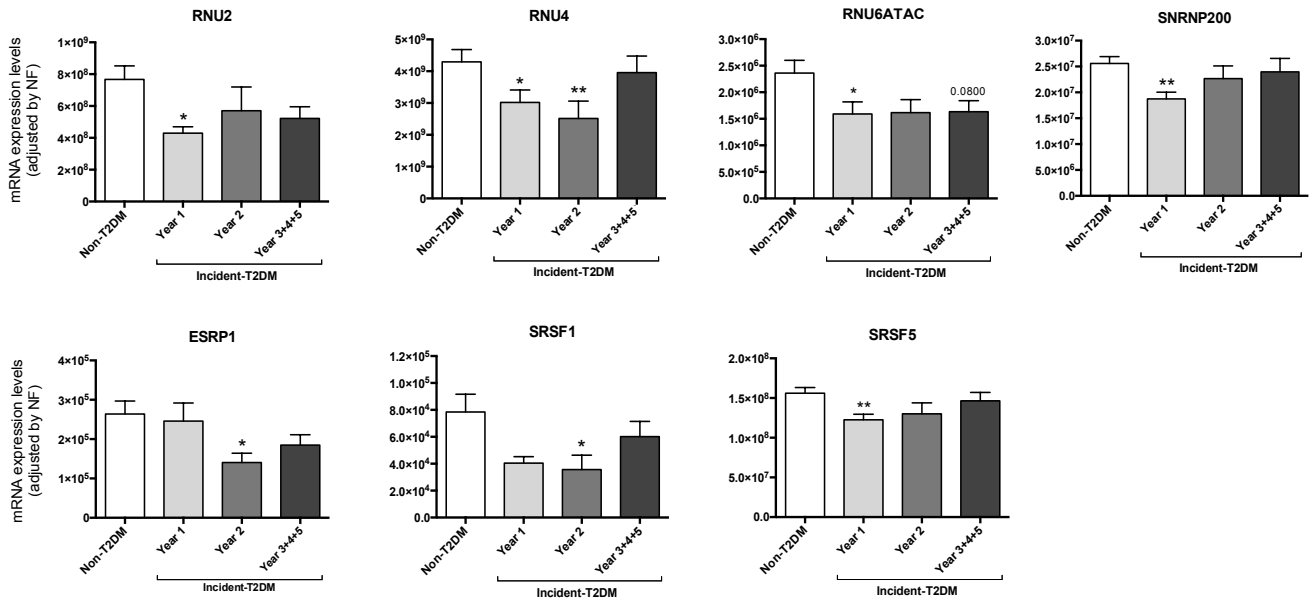 RNU2
mRNA expression levels
(adjusted by NF)
1×10⁹
8×10⁸
6×10⁸
4×10⁸
2×10⁸
0
*
Non-T2DM
Year 1
Year 2
Year 3+4+5
Incident-T2DM
RNU4
5×10⁹
4×10⁹
3×10⁹
2×10⁹
1×10⁹
0
*
**
Non-T2DM
Year 1
Year 2
Year 3+4+5
Incident-T2DM
RNU6ATAC
3.0×10⁶
2.5×10⁶
2.0×10⁶
1.5×10⁶
1.0×10⁶
5.0×10⁵
0.0
*
0.0800
Non-T2DM
Year 1
Year 2
Year 3+4+5
Incident-T2DM
SNRNP200
3.0×10⁷
2.0×10⁷
2.0×10⁷
1.0×10⁷
5.0×10⁶
0.0
**
Non-T2DM
Year 1
Year 2
Year 3+4+5
Incident-T2DM
ESRP1
mRNA expression levels
(adjusted by NF)
4×10⁵
3×10⁵
2×10⁵
1×10⁵
0
*
Non-T2DM
Year 1
Year 2
Year 3+4+5
Incident-T2DM
SRSF1
1.2×10⁵
1.0×10⁵
8.0×10⁴
6.0×10⁴
4.0×10⁴
2.0×10⁴
0.0
*
Non-T2DM
Year 1
Year 2
Year 3+4+5
Incident-T2DM
SRSF5
2.0×10⁸
1.5×10⁸
1.0×10⁸
5.0×10⁷
0.0
**
Non-T2DM
Year 1
Year 2
Year 3+4+5
Incident-T2DM